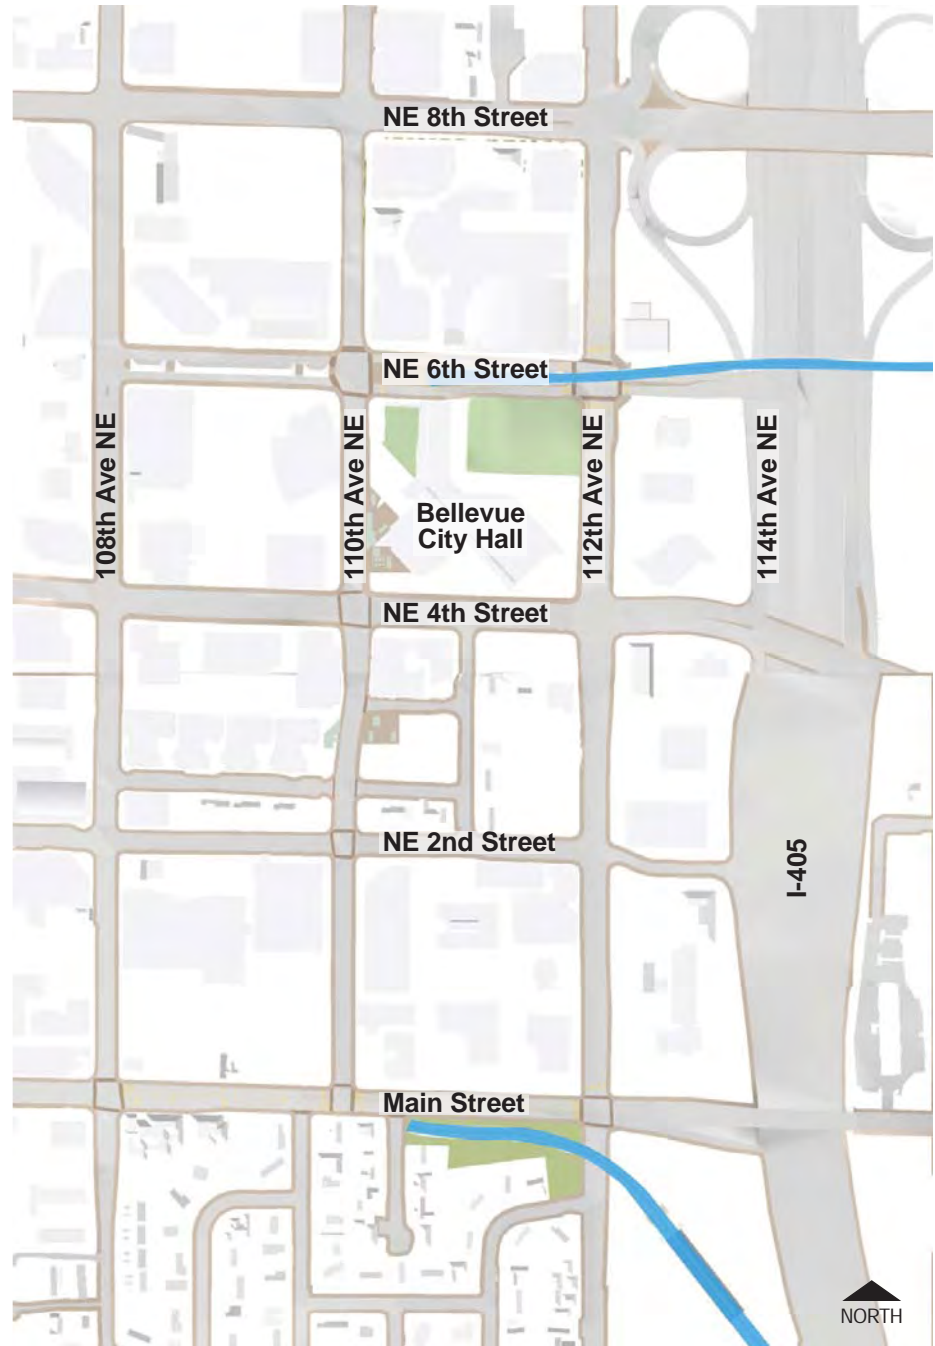 NE 8th Street
NE 6th Street
108th Ave NE
110th Ave NE
112th Ave NE
114th Ave NE
Bellevue
City Hall
NE 4th Street
NE 2nd Street
I-405
Main Street
NORTH